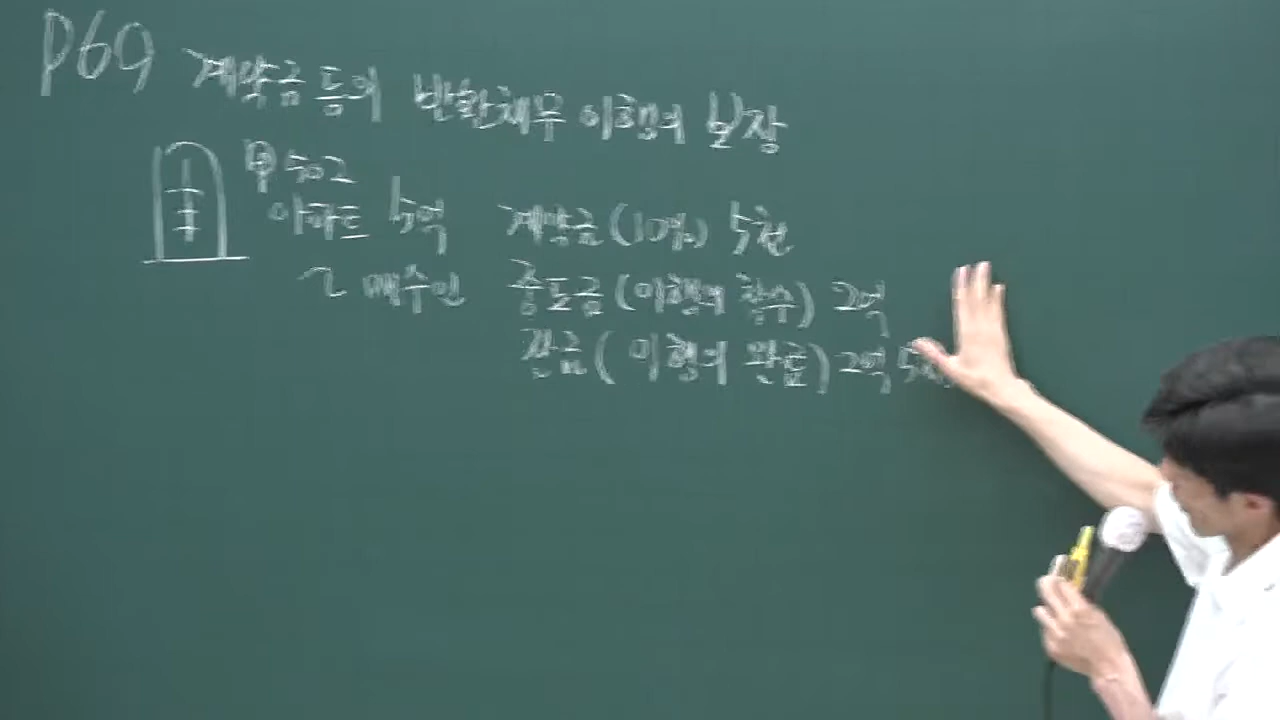 P69 계약금 등의 반환채무 이행의 보장
甲 502
아파트 5억 계약금(10%) 5천
乙 매수인 중도금(이행의 착수) 2억
잔금(이행의 완료) 2억 5천